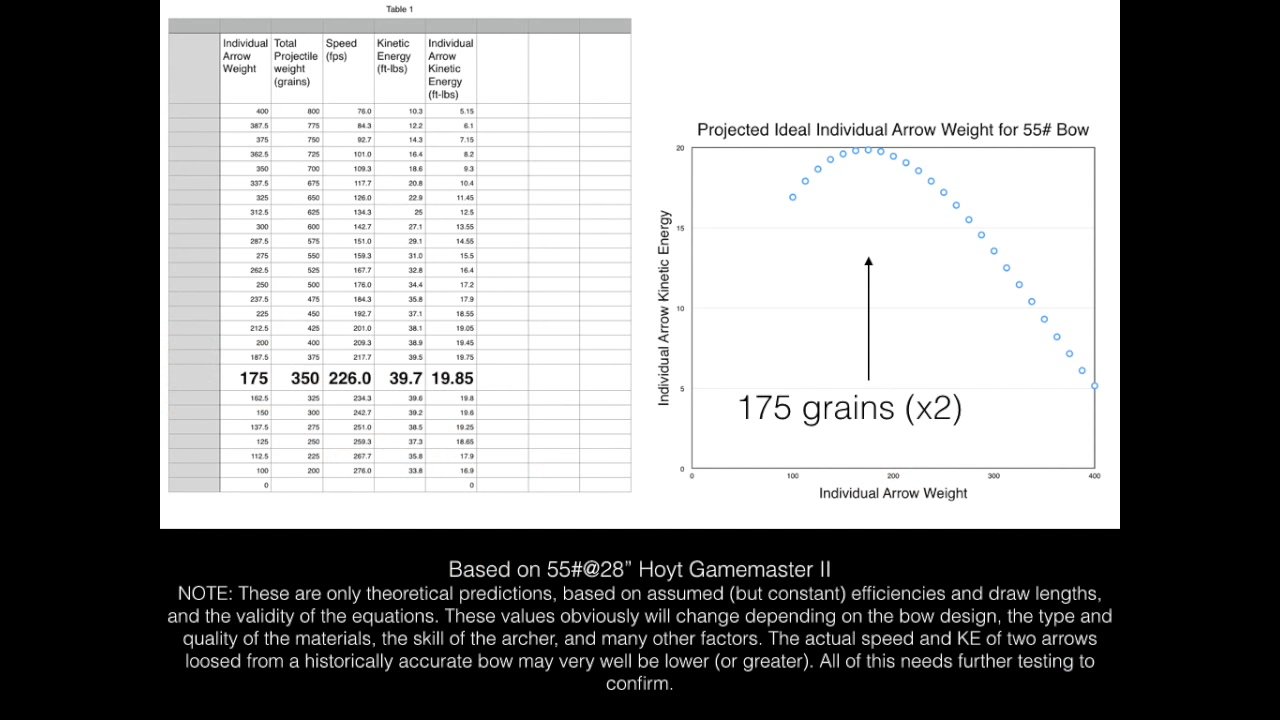 Table 1
Individual Arrow Weight | Total Projectile weight (grains) | Speed (fps) | Kinetic Energy (ft-lbs) | Individual Arrow Kinetic Energy (ft-lbs)
400 800 76.0 10.3 5.15
387.5 775 84.3 12.2 6.1
375 750 92.7 14.3 7.15
362.5 725 101.0 16.4 8.2
350 700 109.3 18.6 9.3
337.5 675 117.7 20.8 10.4
325 650 126.0 22.9 11.45
312.5 625 134.3 25 12.5
300 600 142.7 27.1 13.55
287.5 575 151.0 29.1 14.55
275 550 159.3 31.0 15.5
262.5 525 167.7 32.8 16.4
250 500 176.0 34.4 17.2
237.5 475 184.3 35.8 17.9
225 450 192.7 37.1 18.55
212.5 425 201.0 38.1 19.05
200 400 209.3 38.9 19.45
187.5 375 217.7 39.5 19.75
175 350 226.0 39.7 19.85
162.5 325 234.3 39.6 19.8
150 300 242.7 39.2 19.6
137.5 275 251.0 38.5 19.25
125 250 259.3 37.3 18.65
112.5 225 267.7 35.8 17.9
100 200 276.0 33.8 16.9
0 0
Projected Ideal Individual Arrow Weight for 55# Bow
Individual Arrow Kinetic Energy
20
15
10
5
0
175 grains (x2)
0 100 200 300 400
Individual Arrow Weight
Based on 55#@28” Hoyt Gamemaster II
NOTE: These are only theoretical predictions, based on assumed (but constant) efficiencies and draw lengths,
and the validity of the equations. These values obviously will change depending on the bow design, the type and
quality of the materials, the skill of the archer, and many other factors. The actual speed and KE of two arrows
loosed from a historically accurate bow may very well be lower (or greater). All of this needs further testing to
confirm.